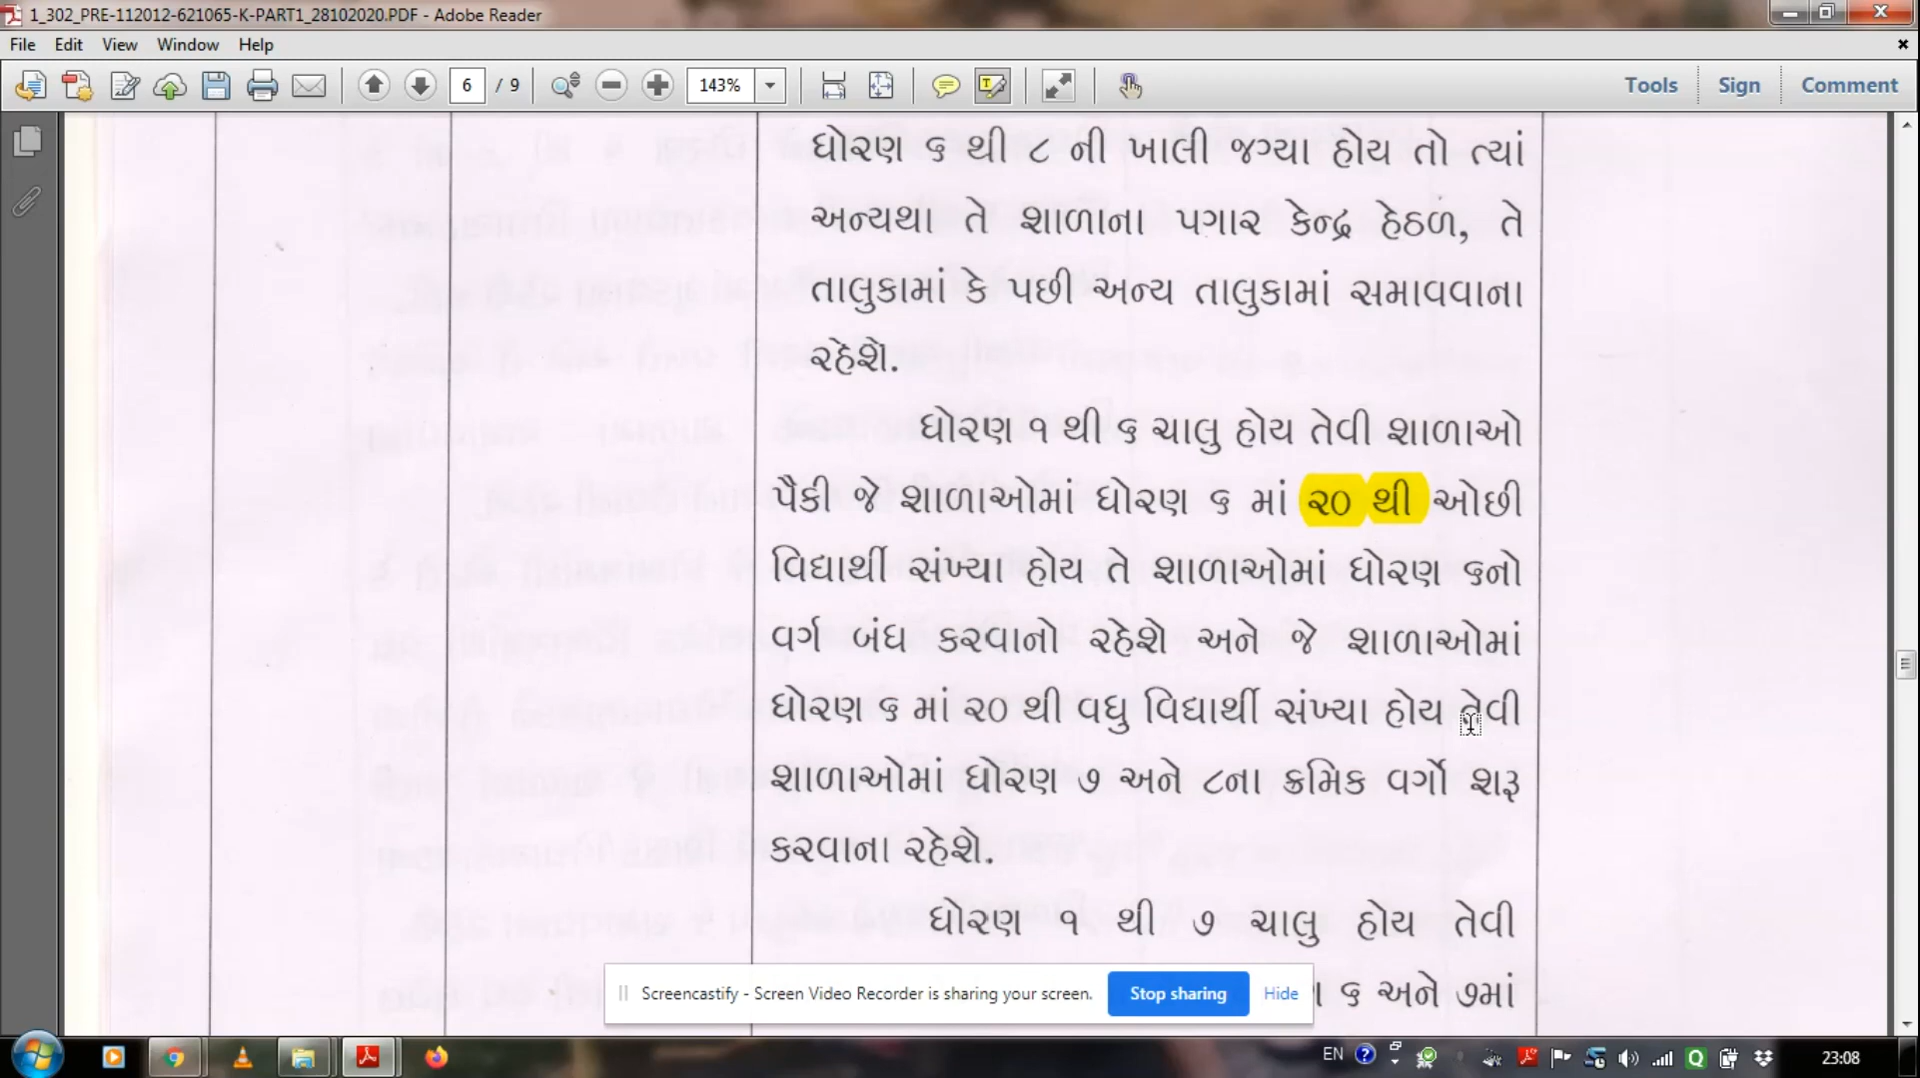 1_302_PRE-112012-621065-K-PART1_28102020.PDF - Adobe Reader
File Edit View Window Help
6 / 9 143% Tools Sign Comment
ધોરણ ૬ થી ૮ ની ખાલી જગ્યા હોય તો ત્યાં
અન્યથા તે શાળાના પગાર કેન્દ્ર હેઠળ, તે
તાલુકામાં કે પછી અન્ય તાલુકામાં સમાવવાના
રહેશે.
ધોરણ ૧ થી ૬ ચાલુ હોય તેવી શાળાઓ
પૈકી જે શાળાઓમાં ધોરણ ૬ માં ૨૦ થી ઓછી
વિદ્યાર્થી સંખ્યા હોય તે શાળાઓમાં ધોરણ ૬નો
વર્ગ બંધ કરવાનો રહેશે અને જે શાળાઓમાં
ધોરણ ૬ માં ૨૦ થી વધુ વિદ્યાર્થી સંખ્યા હોય તેવી
શાળાઓમાં ધોરણ ૭ અને ૮ના ક્રમિક વર્ગો શરૂ
કરવાના રહેશે.
ધોરણ ૧ થી ૭ ચાલુ હોય તેવી
૬ અને ૭માં
Screencastify - Screen Video Recorder is sharing your screen. Stop sharing Hide
EN 23:08